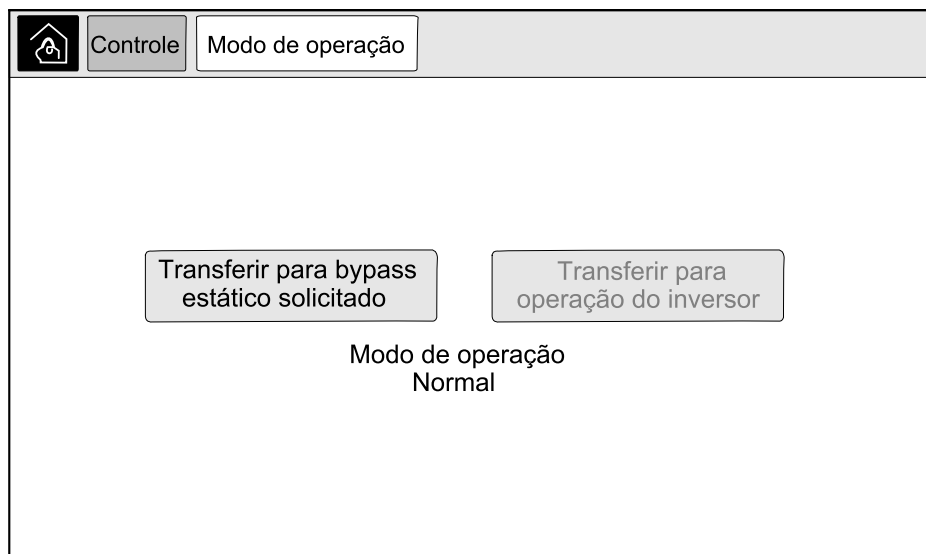 Controle
Modo de operação
Transferir para bypass
estático solicitado
Transferir para
operação do inversor
Modo de operação
Normal